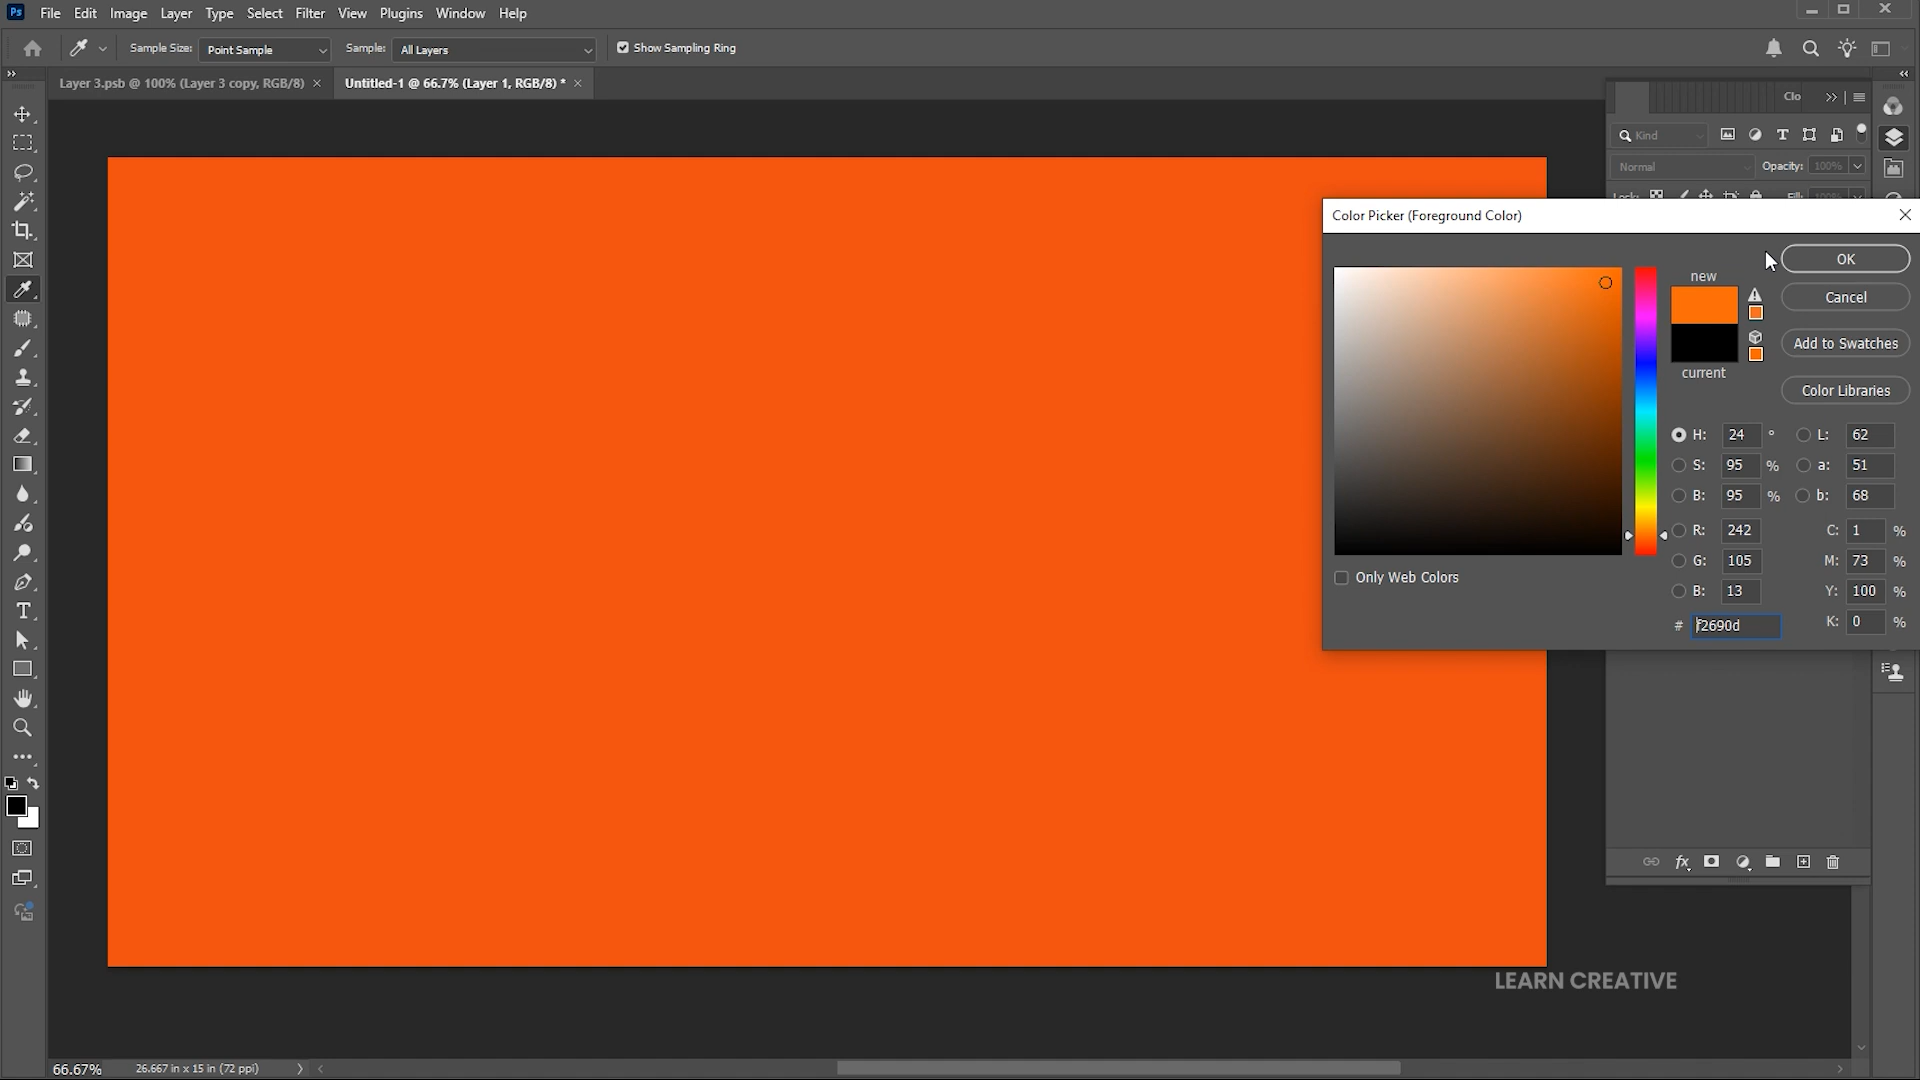 Ps File Edit Image Layer Type Select Filter View Plugins Window Help
Sample Size: Point Sample Sample: All Layers Show Sampling Ring
Layer 3.psb @ 100% (Layer 3 copy, RGB/8) × Untitled-1 @ 66.7% (Layer 1, RGB/8) * ×
Clo
Kind
Normal Opacity: 100%
Color Picker (Foreground Color)
OK
new
Cancel
Add to Swatches
current
Color Libraries
H: 24 ° L: 62
S: 95 % a: 51
B: 95 % b: 68
R: 242 C: 1 %
G: 105 M: 73 %
Only Web Colors
B: 13 Y: 100 %
# f2690d K: 0 %
LEARN CREATIVE
66.67% 26.667 in x 15 in (72 ppi)